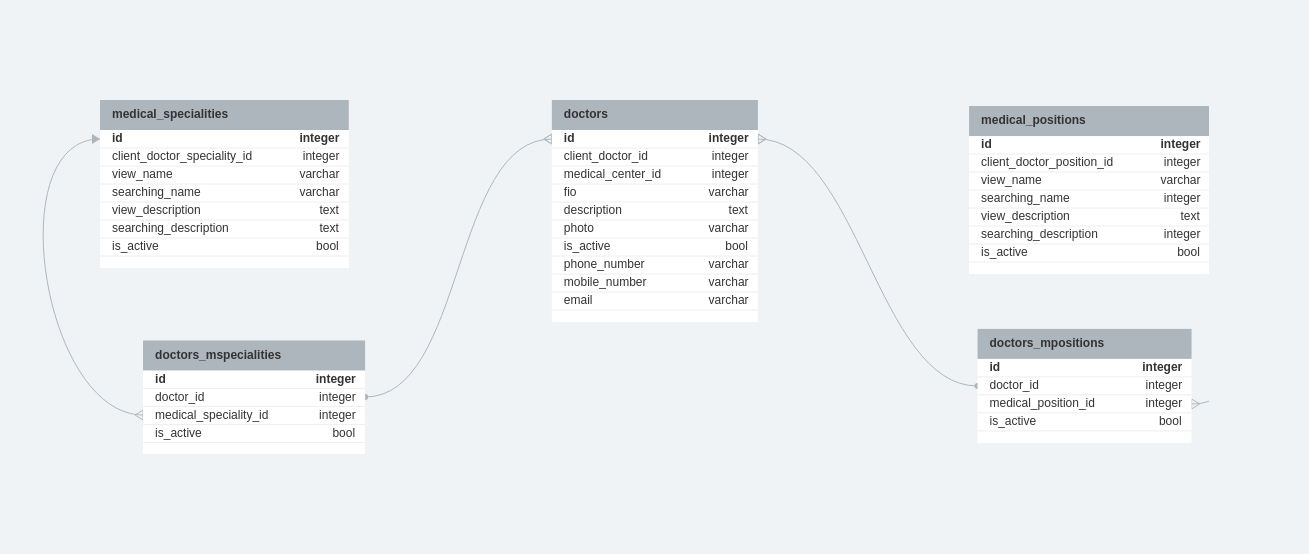 medical_specialities
id integer
client_doctor_speciality_id integer
view_name varchar
searching_name varchar
view_description text
searching_description text
is_active bool
doctors
id integer
client_doctor_id integer
medical_center_id integer
fio varchar
description text
photo varchar
is_active bool
phone_number varchar
mobile_number varchar
email varchar
medical_positions
id integer
client_doctor_position_id integer
view_name varchar
searching_name integer
view_description text
searching_description integer
is_active bool
doctors_mspecialities
id integer
doctor_id integer
medical_speciality_id integer
is_active bool
doctors_mpositions
id integer
doctor_id integer
medical_position_id integer
is_active bool